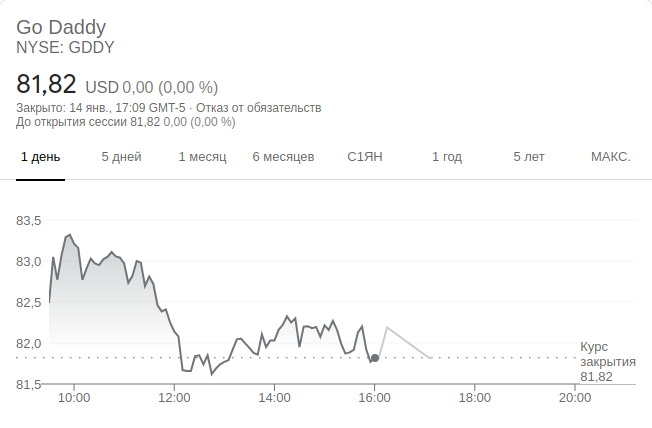 Go Daddy
NYSE: GDDY
81,82 USD 0,00 (0,00 %)
Закрыто: 14 янв., 17:09 GMT-5 · Отказ от обязательств
До открытия сессии 81,82 0,00 (0,00 %)
1 день 5 дней 1 месяц 6 месяцев С1ЯН 1 год 5 лет МАКС.
83,5
83,0
82,5
82,0
81,5
Курс
закрытия
81,82
10:00 12:00 14:00 16:00 18:00 20:00